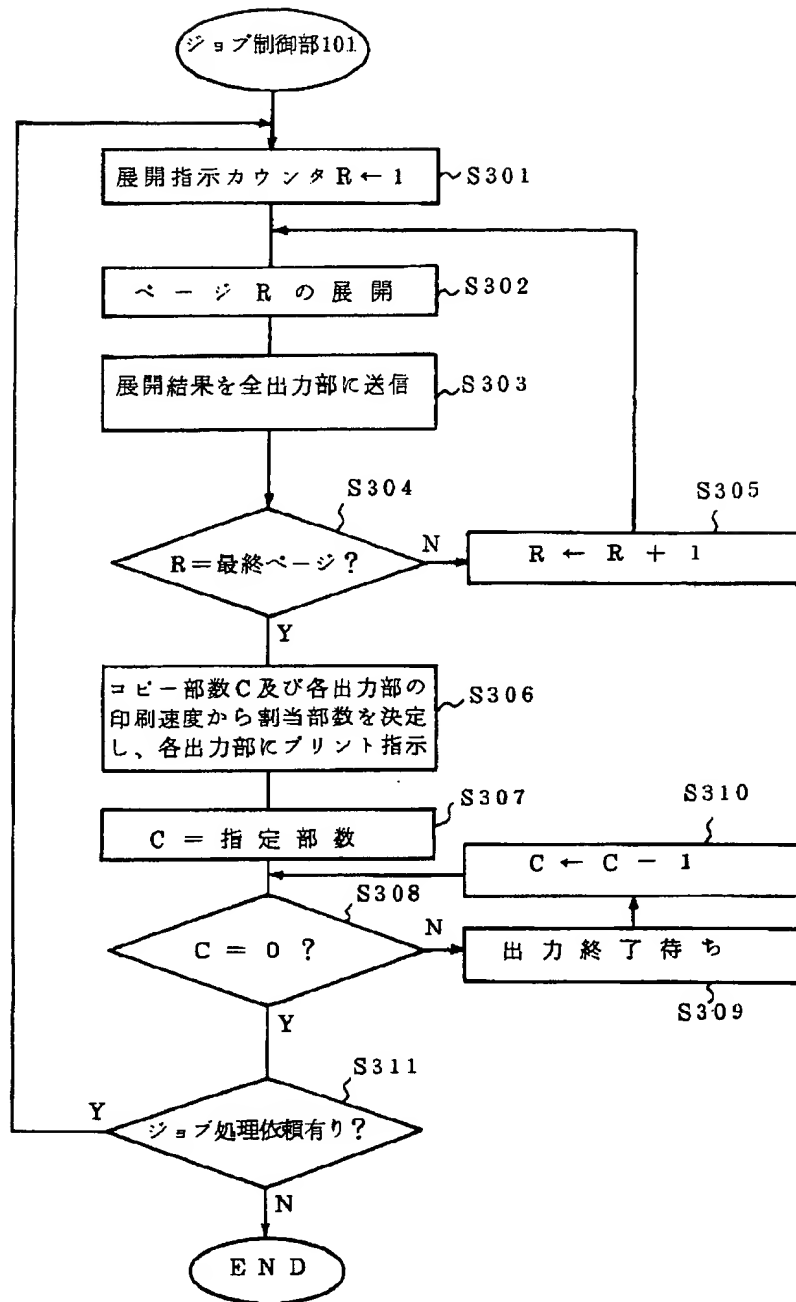 ジョブ制御部101
展開指示カウンタR←1
S301
ページRの展開
S302
展開結果を全出力部に送信
S303
S304
R=最終ページ?
N
Y
S305
R ← R + 1
コピー部数C及び各出力部の
印刷速度から割当部数を決定
し、各出力部にプリント指示
S306
S307
C = 指定部数
S310
C ← C - 1
S308
C = 0 ?
N
Y
出力終了待ち
S309
S311
Y
ジョブ処理依頼有り?
N
END